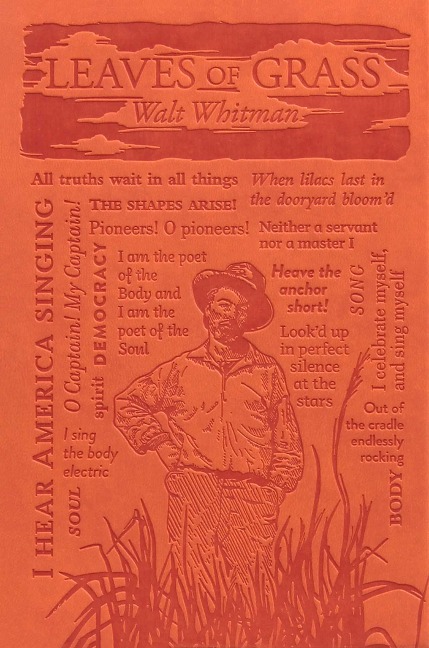 LEAVES OF GRASS
Walt Whitman
All truths wait in all things
When lilacs last in
the dooryard bloom'd
THE SHAPES ARISE!
Pioneers! O pioneers!
Neither a servant
nor a master I
I HEAR AMERICA SINGING
O Captain! My Captain!
spirit DEMOCRACY
I am the poet
of the
Body and
I am the
poet of the
Soul
Heave the
anchor
short!
SONG
I celebrate myself,
and sing myself
Look'd up
in perfect
silence
at the
stars
I sing
the body
electric
SOUL
Out of
the cradle
endlessly
rocking
BODY